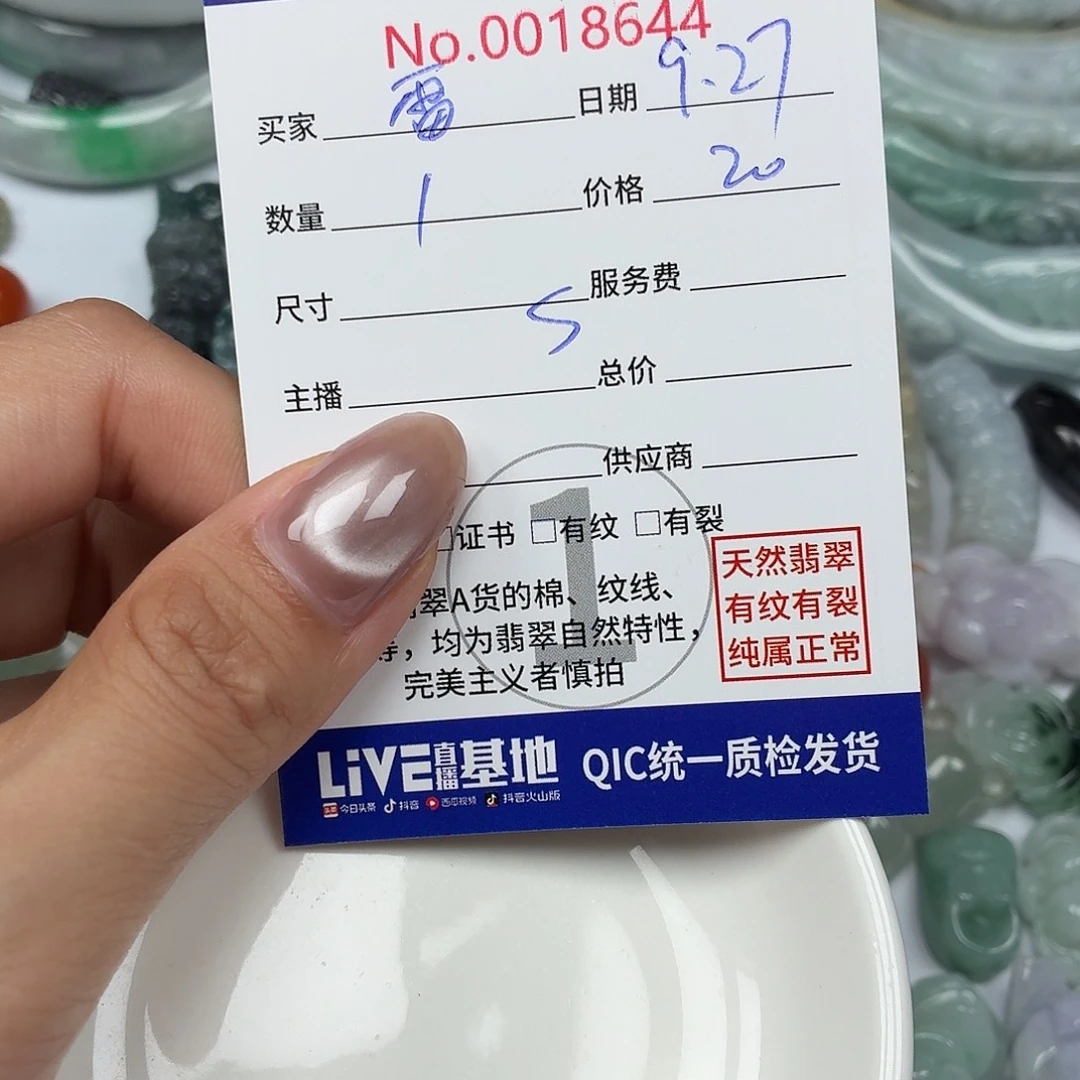 No.0018644
买家 雷 日期 9.27
数量 1 价格 20
尺寸 服务费
5
主播 总价
供应商
□证书 □有纹 □有裂
1
翠A货的棉、纹线、
等，均为翡翠自然特性，
完美主义者慎拍
天然翡翠
有纹有裂
纯属正常
LiVE直播基地 QIC统一质检发货
头条 今日头条 抖音 西瓜视频 抖音火山版